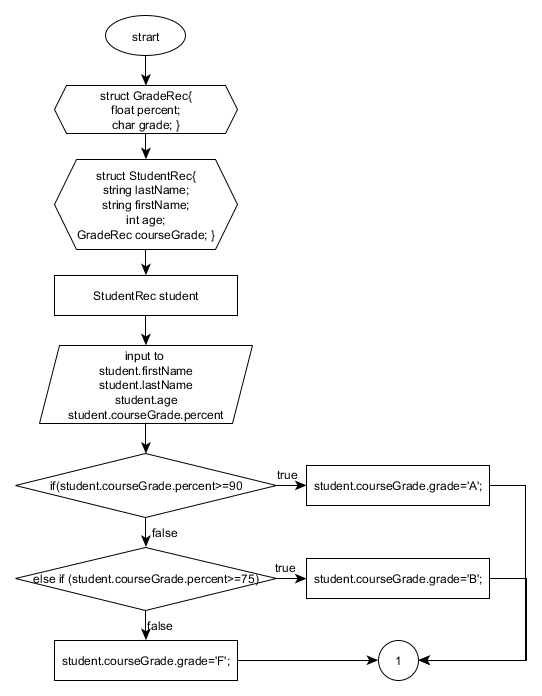 strart
struct GradeRec{
float percent;
char grade; }
struct StudentRec{
string lastName;
string firstName;
int age;
GradeRec courseGrade; }
StudentRec student
input to
student.firstName
student.lastName
student.age
student.courseGrade.percent
if(student.courseGrade.percent>=90
true
student.courseGrade.grade='A';
false
else if (student.courseGrade.percent>=75)
true
student.courseGrade.grade='B';
false
student.courseGrade.grade='F';
1